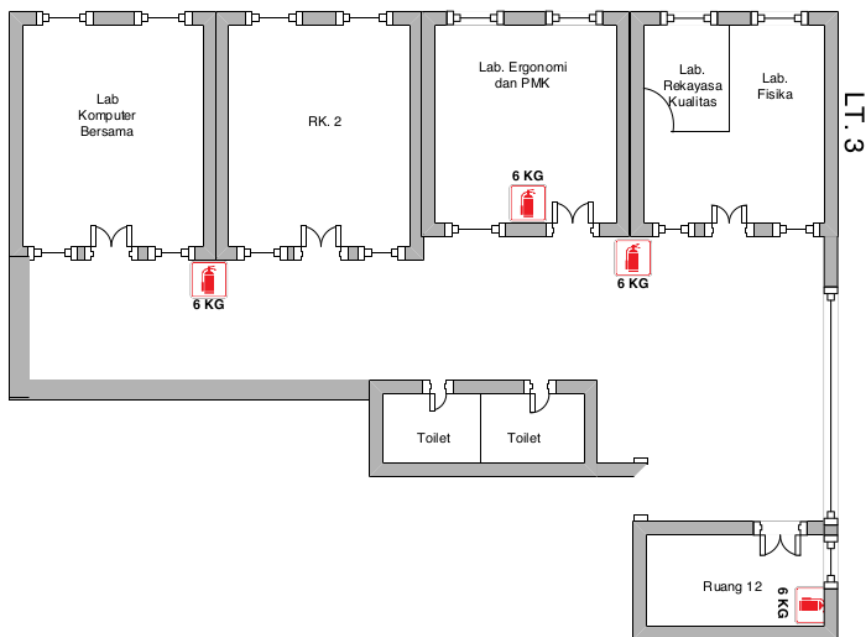 Lab
Komputer
Bersama
RK. 2
Lab. Ergonomi
dan PMK
Lab.
Rekayasa
Kualitas
Lab.
Fisika
LT. 3
6 KG
6 KG
6 KG
Toilet
Toilet
Ruang 12
6 KG